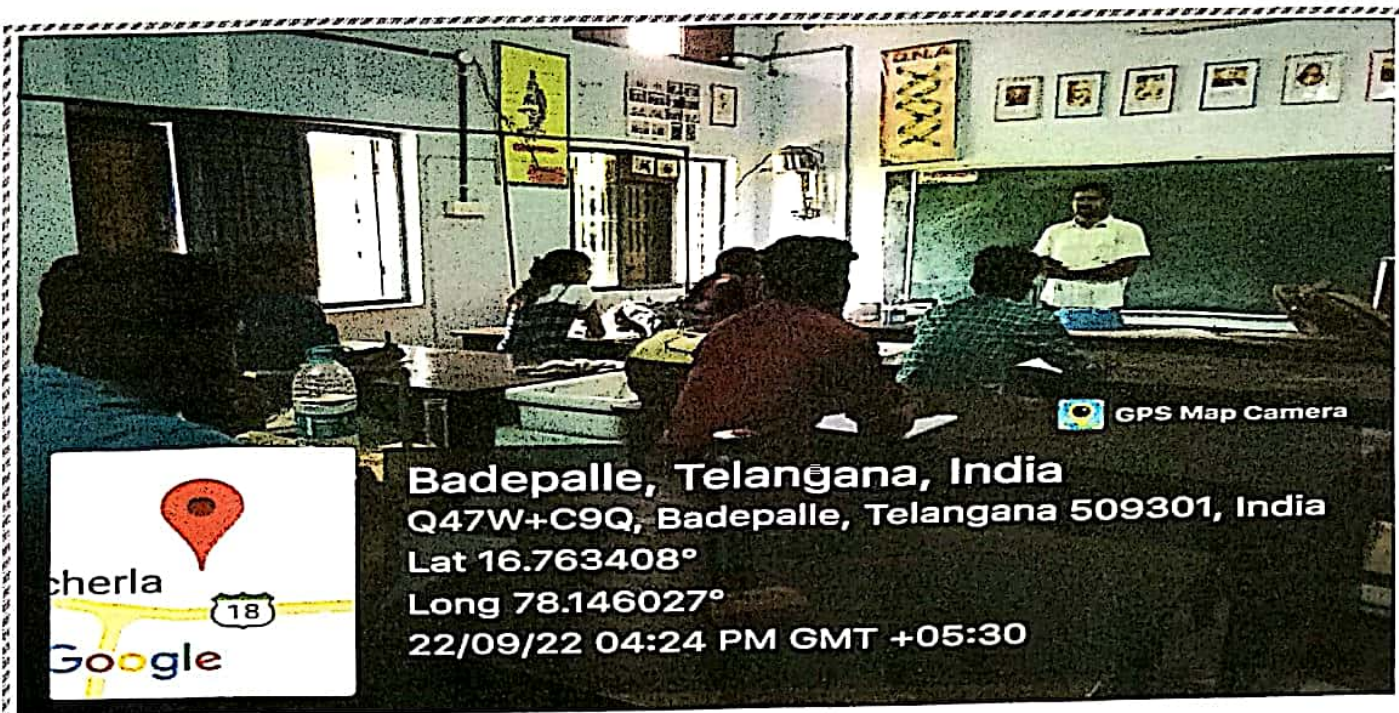 DNA
GPS Map Camera
Badepalle, Telangana, India
Q47W+C9Q, Badepalle, Telangana 509301, India
Lat 16.763408°
Long 78.146027°
22/09/22 04:24 PM GMT +05:30
cherla
18
Google